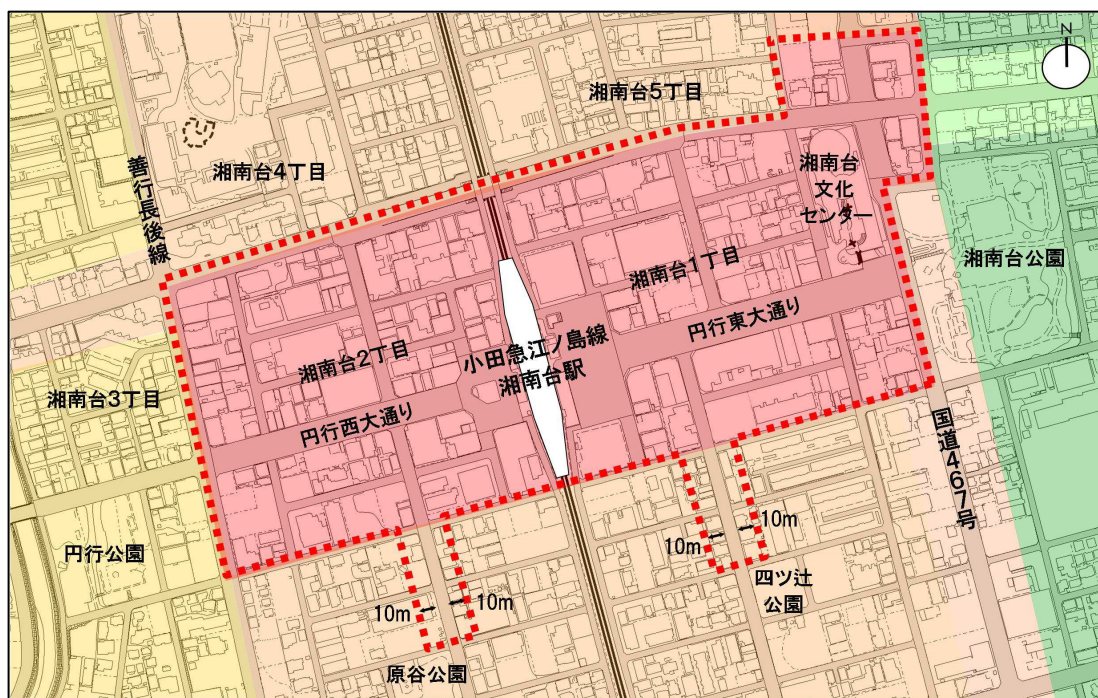 N
湘南台5丁目
湘南台4丁目
善行長後線
湘南台
文化
センター
湘南台公園
湘南台1丁目
円行東大通り
小田急江ノ島線
湘南台駅
湘南台2丁目
湘南台3丁目
円行西大通り
国道467号
円行公園
10m
10m
四ツ辻
公園
10m
10m
原谷公園